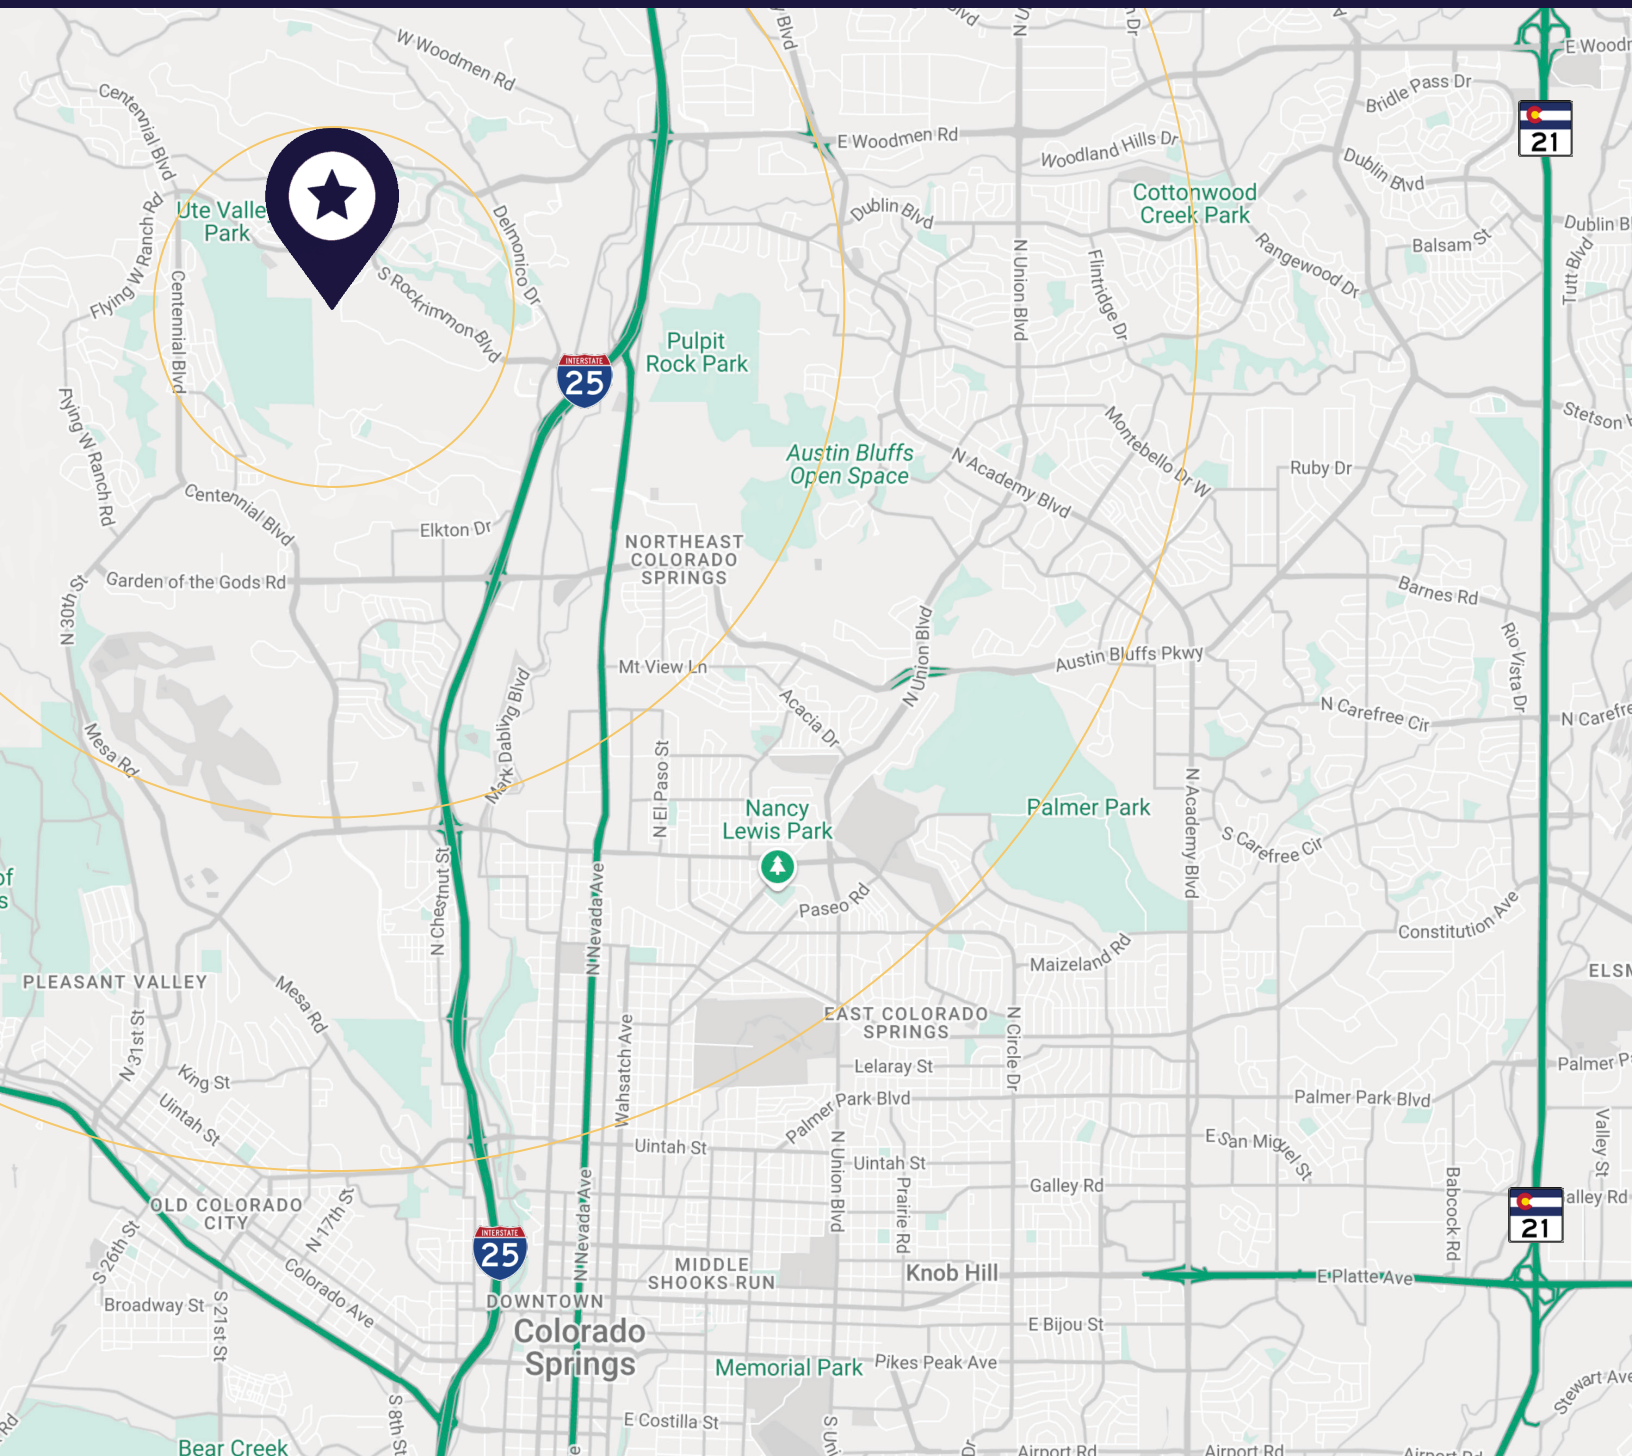 W Woodmen Rd
E Woodmen Rd
Bridle Pass Dr
Centennial Blvd
21
Woodland Hills Dr
Dublin Blvd
Ute Valle
Park
Flying W Ranch Rd
Delmonico Dr
Dublin Blvd
Cottonwood
Creek Park
Balsam St
Rangewood Dr
Tutt Blvd
S Rockrimmon Blvd
Centennial Blvd
N Union Blvd
Flintridge Dr
Pulpit
Rock Park
INTERSTATE
25
Flying W Ranch Rd
Austin Bluffs
Open Space
Montebello Dr W
N Academy Blvd
Ruby Dr
Stetson
Centennial Blvd
Elkton Dr
NORTHEAST
COLORADO
SPRINGS
Garden of the Gods Rd
N 30th St
Barnes Rd
N Union Blvd
Rio Vista Dr
Mt View Ln
Austin Bluffs Pkwy
Acacia Dr
N Carefree Cir
N Carefre
Mesa Rd
Mark Dabling Blvd
N El Paso St
Nancy
Lewis Park
Palmer Park
N Academy Blvd
S Carefree Cir
of
s
N Chestnut St
N Nevada Ave
Paseo Rd
Constitution Ave
Maizeland Rd
PLEASANT VALLEY
ELSM
Mesa Rd
N 31st St
EAST COLORADO
SPRINGS
N Circle Dr
Wahsatch Ave
Lelaray St
Palmer P
King St
Uintah St
Palmer Park Blvd
Palmer Park Blvd
Uintah St
Uintah St
E San Miguel St
Valley St
N Union Blvd
Prairie Rd
Galley Rd
Babcock Rd
alley Rd
OLD COLORADO
CITY
N 17th St
S 26th St
N Nevada Ave
21
INTERSTATE
25
MIDDLE
SHOOKS RUN
Knob Hill
E Platte Ave
Colorado Ave
Broadway St
S 21st St
DOWNTOWN
Colorado
Springs
E Bijou St
Memorial Park
Pikes Peak Ave
Stewart Ave
S 8th St
E Costilla St
S Uni
Rd
Bear Creek
Dr
Airport Rd
Airport Rd